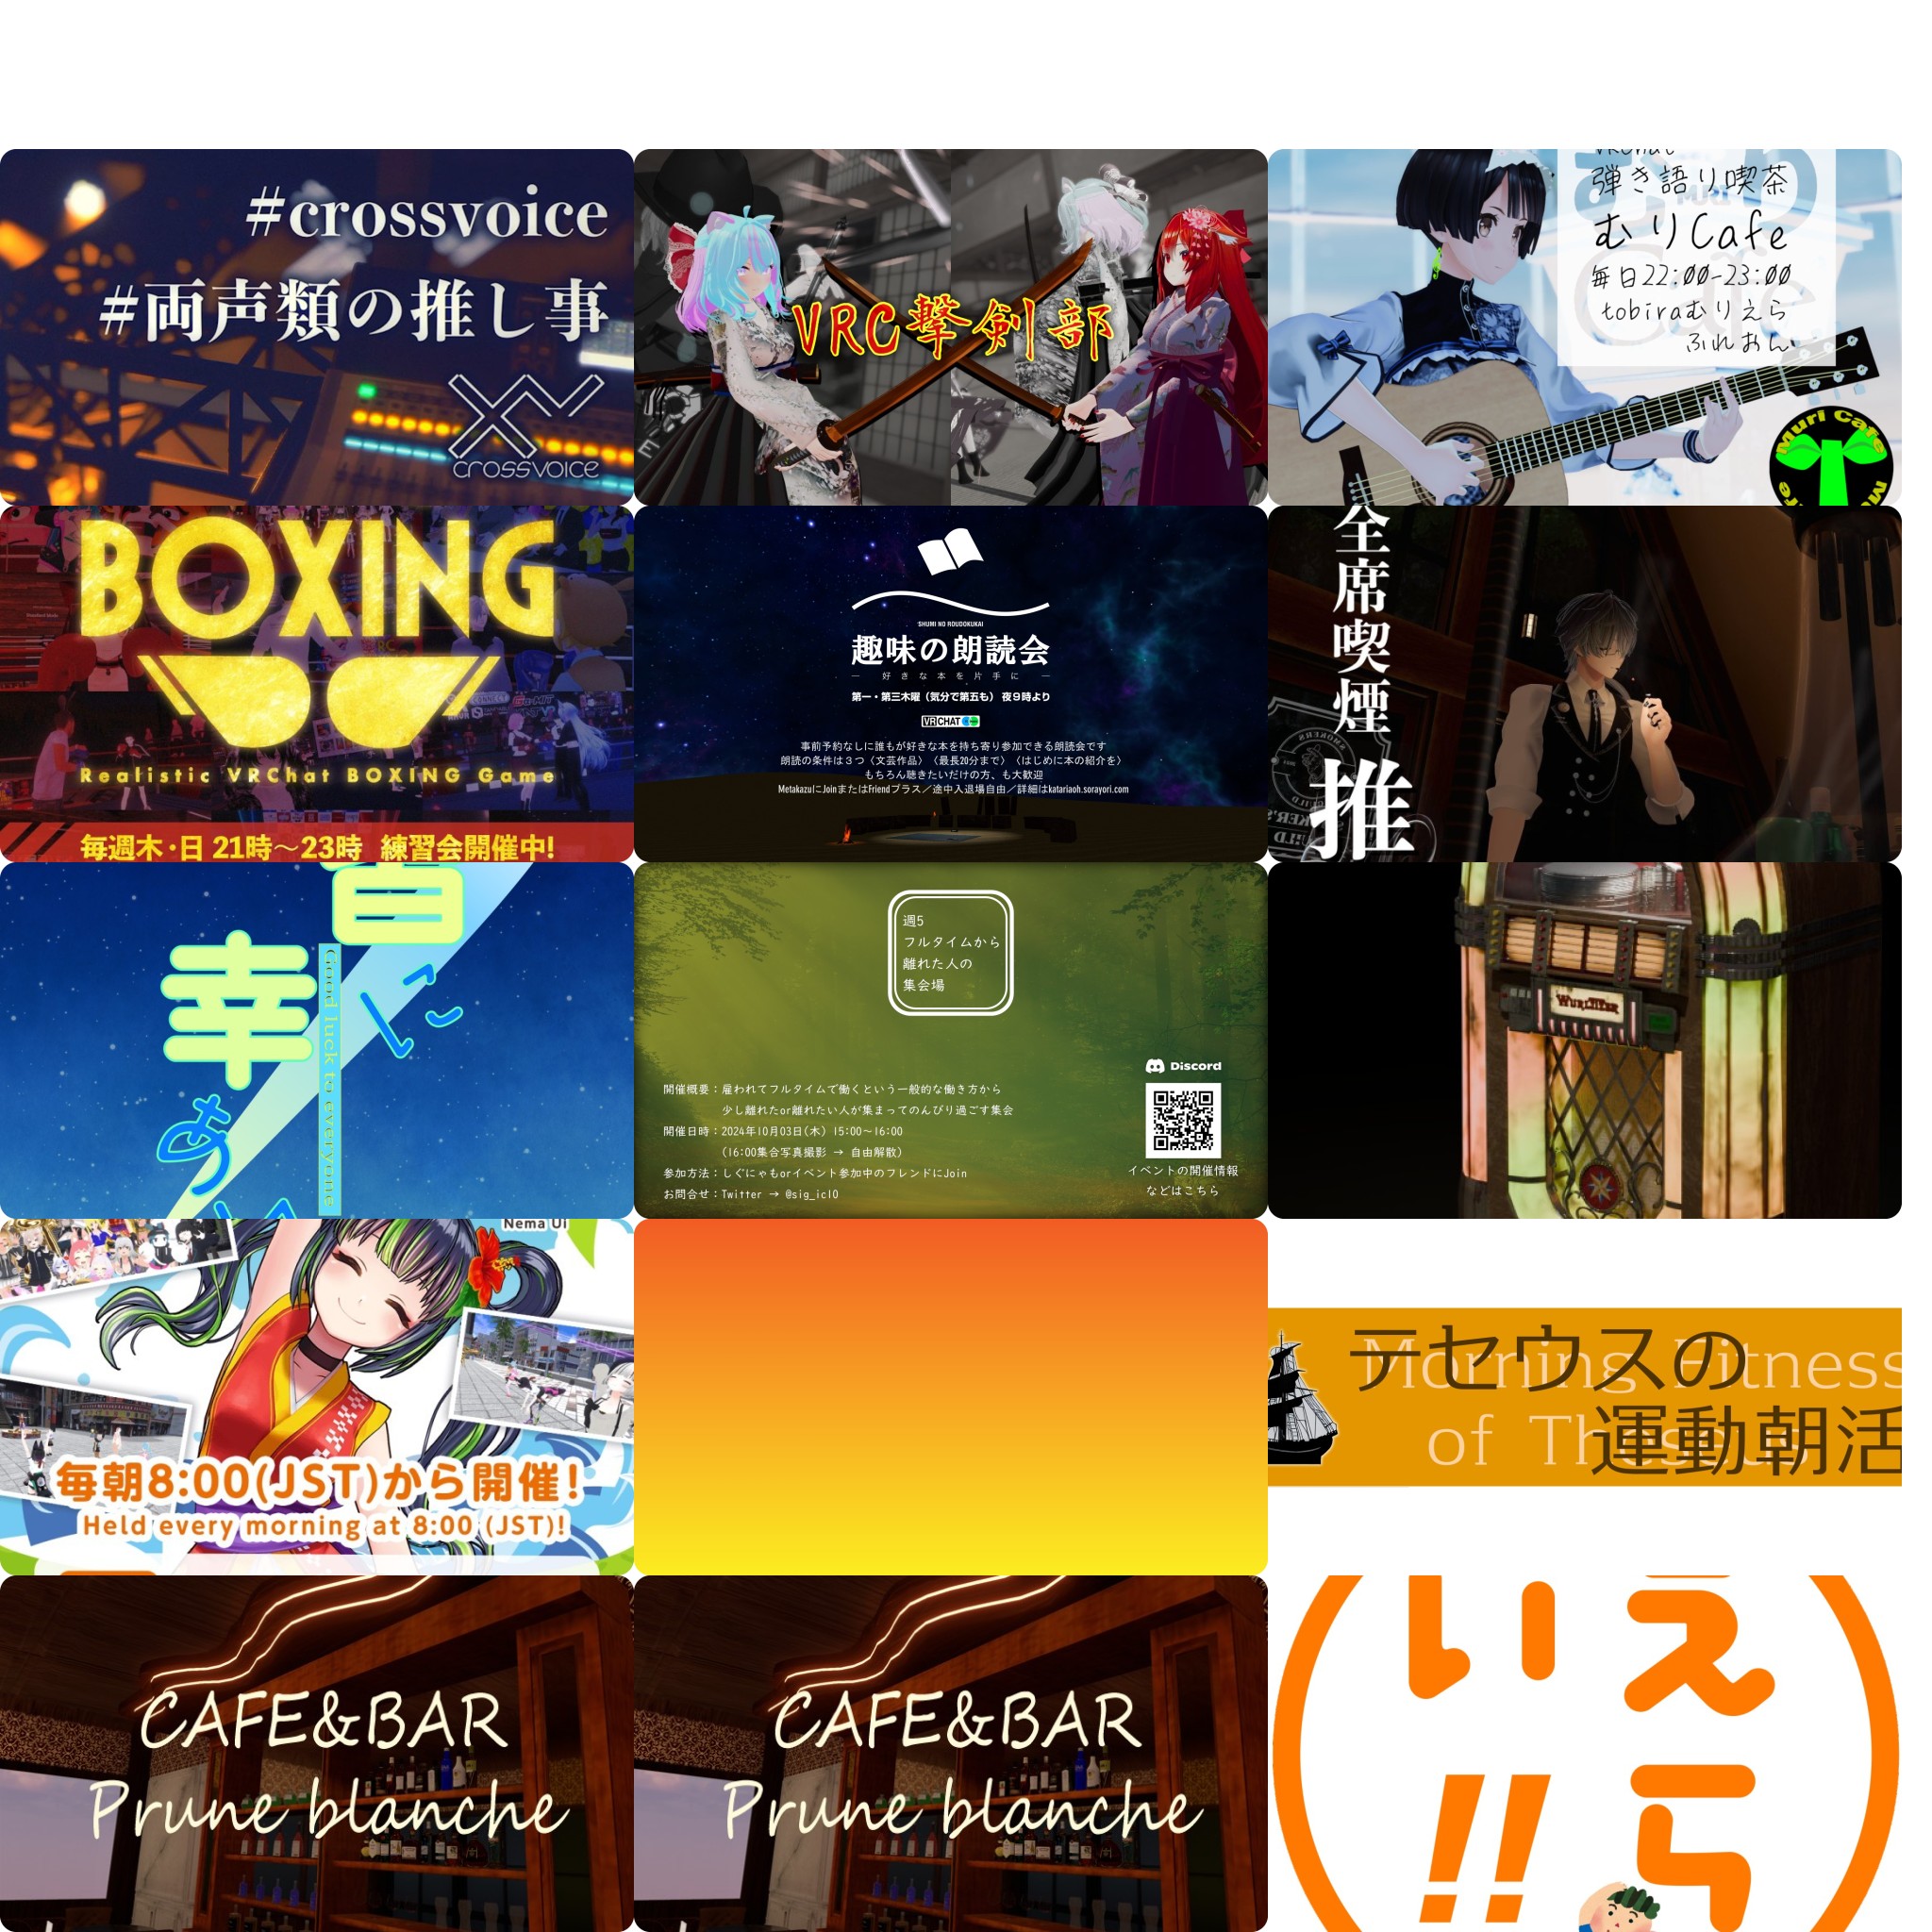 #crossvoice
#両声類の推し事
crossvoice
VRC撃剣部
VRChat
弾き語り喫茶
むりCafe
毎日22:00-23:00
tobiraむりえら
ふれおん
Muri Cafe
BOXING
Realistic VRChat BOXING Game
毎週木・日 21時～23時 練習会開催中!
SHUMI NO ROUDOKUKAI
趣味の朗読会
― 好きな本を片手に ―
第一・第三木曜（気分で第五も） 夜9時より
VRCHAT
事前予約なしに誰もが好きな本を持ち寄り参加できる朗読会です
朗読の条件は３つ〈文芸作品〉〈最長20分まで〉〈はじめに本の紹介を〉
もちろん聴きたいだけの方、も大歓迎
MetakazuにJoinまたはFriendプラス／途中入退場自由／詳細はkatariaoh.sorayori.com
全席喫煙
推
皆に
幸あ
Good luck to everyone
週5
フルタイムから
離れた人の
集会場
Discord
開催概要：雇われてフルタイムで働くという一般的な働き方から
少し離れたor離れたい人が集まってのんびり過ごす集会
開催日時：2024年10月03日(木) 15:00～16:00
(16:00集合写真撮影 → 自由解散)
参加方法：しぐにゃもorイベント参加中のフレンドにJoin
お問合せ：Twitter → @sig_ic10
イベントの開催情報
などはこちら
WURLITZER
Nema Ui
毎朝8:00(JST)から開催!
Held every morning at 8:00 (JST)!
テセウスの
運動朝活
Morning Fitness
of Theseus
CAFE&BAR
Prune blanche
CAFE&BAR
Prune blanche
えら
い!!